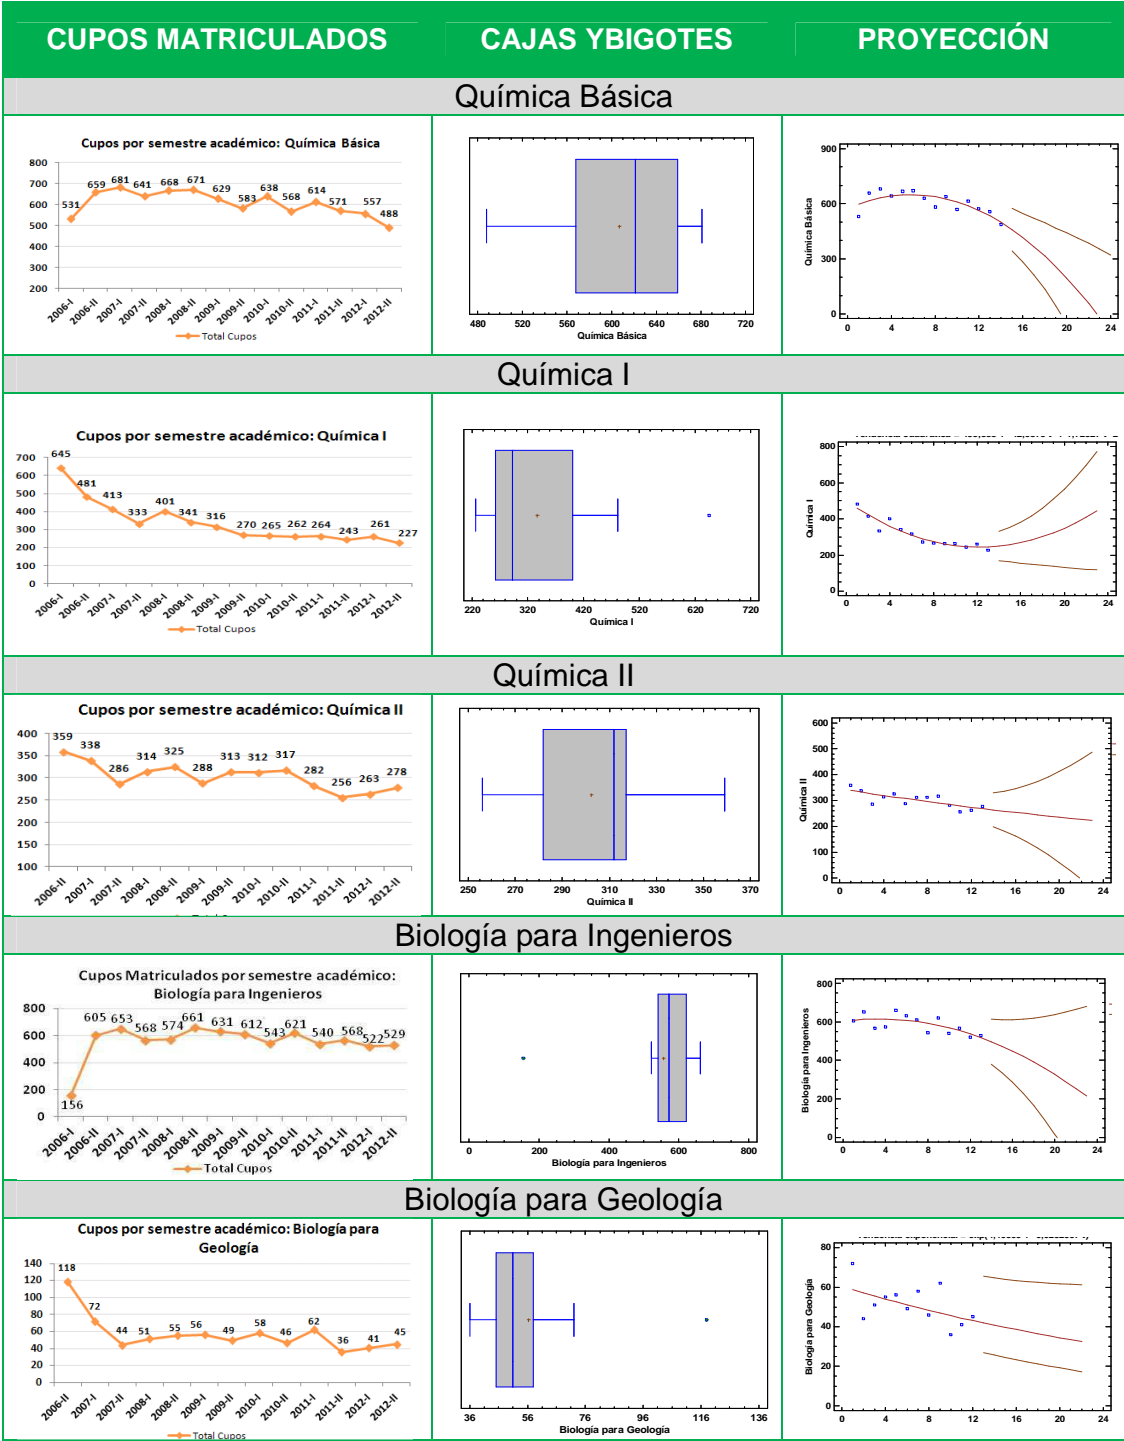 CUPOS MATRICULADOS
CAJAS YBIGOTES
PROYECCIÓN
Química Básica
Cupos por semestre académico: Química Básica
800
700
600
500
400
300
200
531
659
681
641
668
671
629
583
638
568
614
571
557
488
2006-I
2006-II
2007-I
2007-II
2008-I
2008-II
2009-I
2009-II
2010-I
2010-II
2011-I
2011-II
2012-I
2012-II
Total Cupos
480 520 560 600 640 680 720
Química Básica
900
600
300
0
Química Básica
0 4 8 12 16 20 24
Química I
Cupos por semestre académico: Química I
700
600
500
400
300
200
100
0
645
481
413
333
401
341
316
270
265
262
264
243
261
227
2006-I
2006-II
2007-I
2007-II
2008-I
2008-II
2009-I
2009-II
2010-I
2010-II
2011-I
2011-II
2012-I
2012-II
Total Cupos
220 320 420 520 620 720
Química I
800
600
400
200
0
Química I
0 4 8 12 16 20 24
Química II
Cupos por semestre académico: Química II
400
350
300
250
200
150
100
359
338
286
314
325
288
313
312
317
282
256
263
278
2006-II
2007-I
2007-II
2008-I
2008-II
2009-I
2009-II
2010-I
2010-II
2011-I
2011-II
2012-I
2012-II
250 270 290 310 330 350 370
Química II
600
500
400
300
200
100
0
Química II
0 4 8 12 16 20 24
Biología para Ingenieros
Cupos Matriculados por semestre académico:
Biología para Ingenieros
800
600
400
200
0
156
605
653
568
574
661
631
612
543
621
540
568
522
529
2006-I
2006-II
2007-I
2007-II
2008-I
2008-II
2009-I
2009-II
2010-I
2010-II
2011-I
2011-II
2012-I
2012-II
Total Cupos
0 200 400 600 800
Biología para Ingenieros
800
600
400
200
0
Biología para Ingenieros
0 4 8 12 16 20 24
Biología para Geología
Cupos por semestre académico: Biología para
Geología
140
120
100
80
60
40
20
0
118
72
44
51
55
56
49
58
46
62
36
41
45
2006-II
2007-I
2007-II
2008-I
2008-II
2009-I
2009-II
2010-I
2010-II
2011-I
2011-II
2012-I
2012-II
Total Cupos
36 56 76 96 116 136
Biología para Geología
80
60
40
20
0
Biología para Geología
0 4 8 12 16 20 24